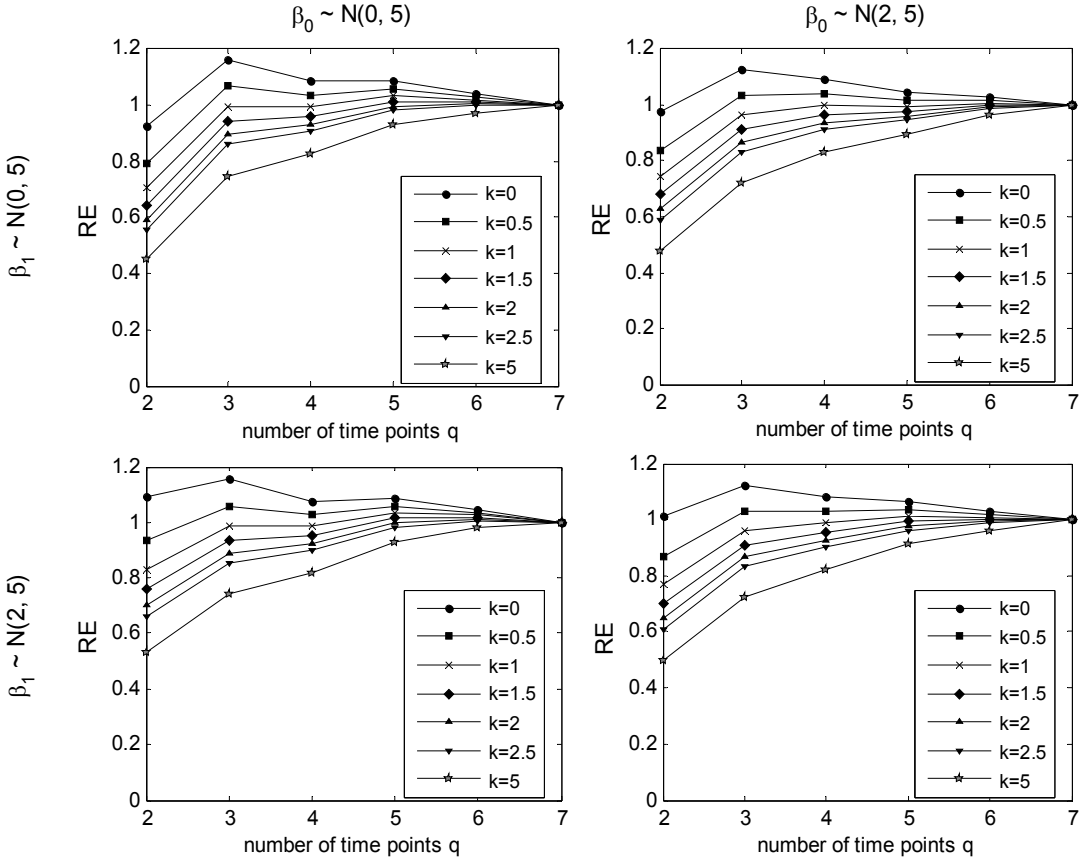 β0 ~ N(0, 5)
β0 ~ N(2, 5)
β1 ~ N(0, 5)
RE
1.2
1
0.8
0.6
0.4
0.2
0
2 3 4 5 6 7
number of time points q
k=0
k=0.5
k=1
k=1.5
k=2
k=2.5
k=5
RE
1.2
1
0.8
0.6
0.4
0.2
0
2 3 4 5 6 7
number of time points q
k=0
k=0.5
k=1
k=1.5
k=2
k=2.5
k=5
β1 ~ N(2, 5)
RE
1.2
1
0.8
0.6
0.4
0.2
0
2 3 4 5 6 7
number of time points q
k=0
k=0.5
k=1
k=1.5
k=2
k=2.5
k=5
RE
1.2
1
0.8
0.6
0.4
0.2
0
2 3 4 5 6 7
number of time points q
k=0
k=0.5
k=1
k=1.5
k=2
k=2.5
k=5